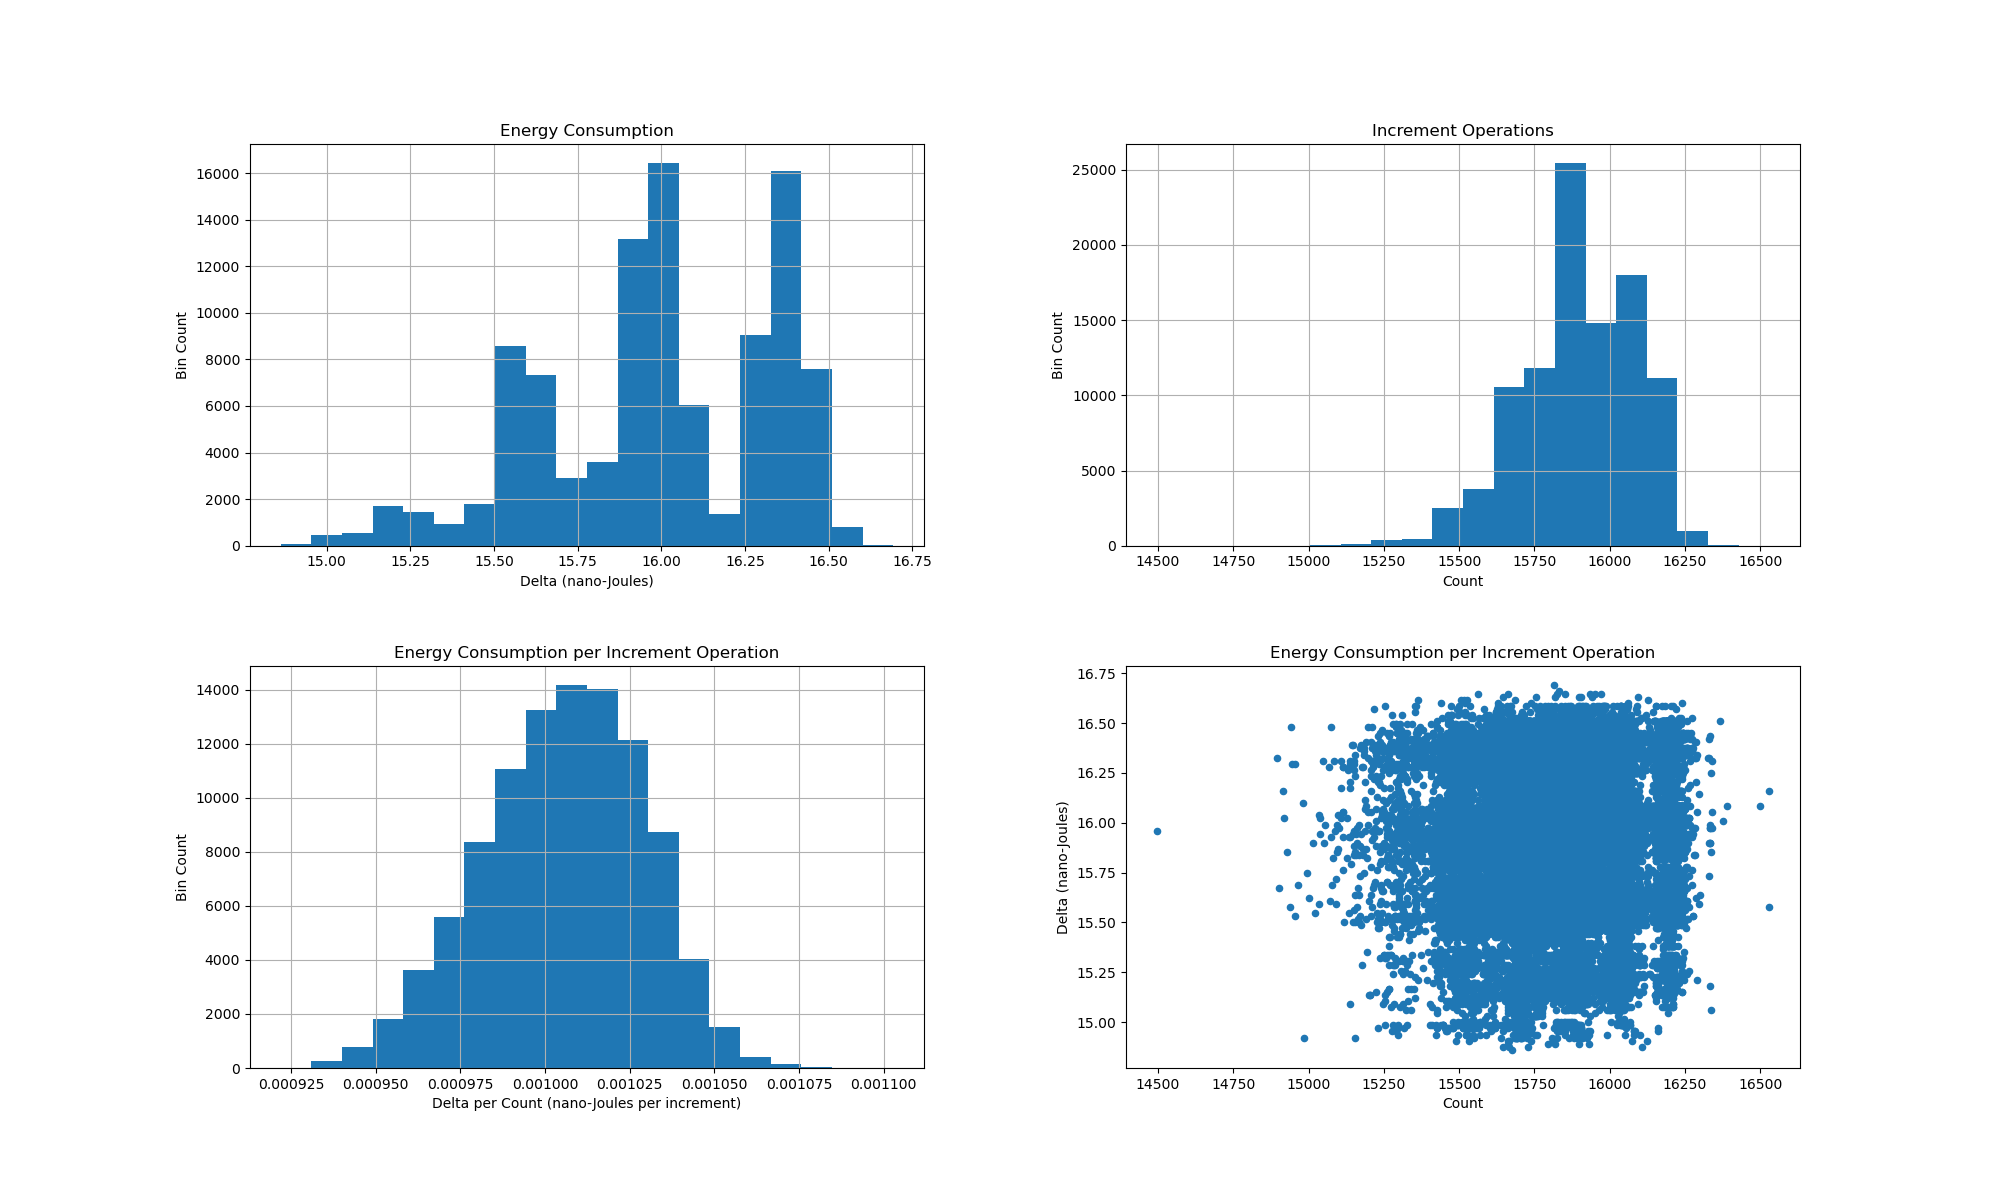 Energy Consumption
16000
14000
12000
10000
8000
6000
4000
2000
0
Bin Count
15.00 15.25 15.50 15.75 16.00 16.25 16.50 16.75
Delta (nano-Joules)
Increment Operations
25000
20000
15000
10000
5000
0
Bin Count
14500 14750 15000 15250 15500 15750 16000 16250 16500
Count
Energy Consumption per Increment Operation
14000
12000
10000
8000
6000
4000
2000
0
Bin Count
0.000925 0.000950 0.000975 0.001000 0.001025 0.001050 0.001075 0.001100
Delta per Count (nano-Joules per increment)
Energy Consumption per Increment Operation
16.75
16.50
16.25
16.00
15.75
15.50
15.25
15.00
Delta (nano-Joules)
14500 14750 15000 15250 15500 15750 16000 16250 16500
Count